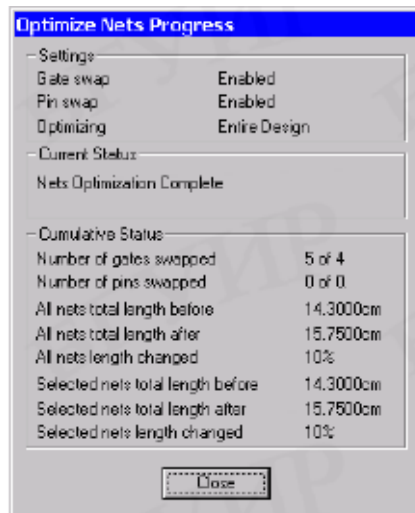 Optimize Nets Progress
Settings
Gate swap Enabled
Pin swap Enabled
Optimizing Entire Design
Current Status
Nets Optimization Complete
Cumulative Status
Number of gates swapped 5 of 4
Number of pins swapped 0 of 0
All nets total length before 14.3000cm
All nets total length after 15.7500cm
All nets length changed 10%
Selected nets total length before 14.3000cm
Selected nets total length after 15.7500cm
Selected nets length changed 10%
Close